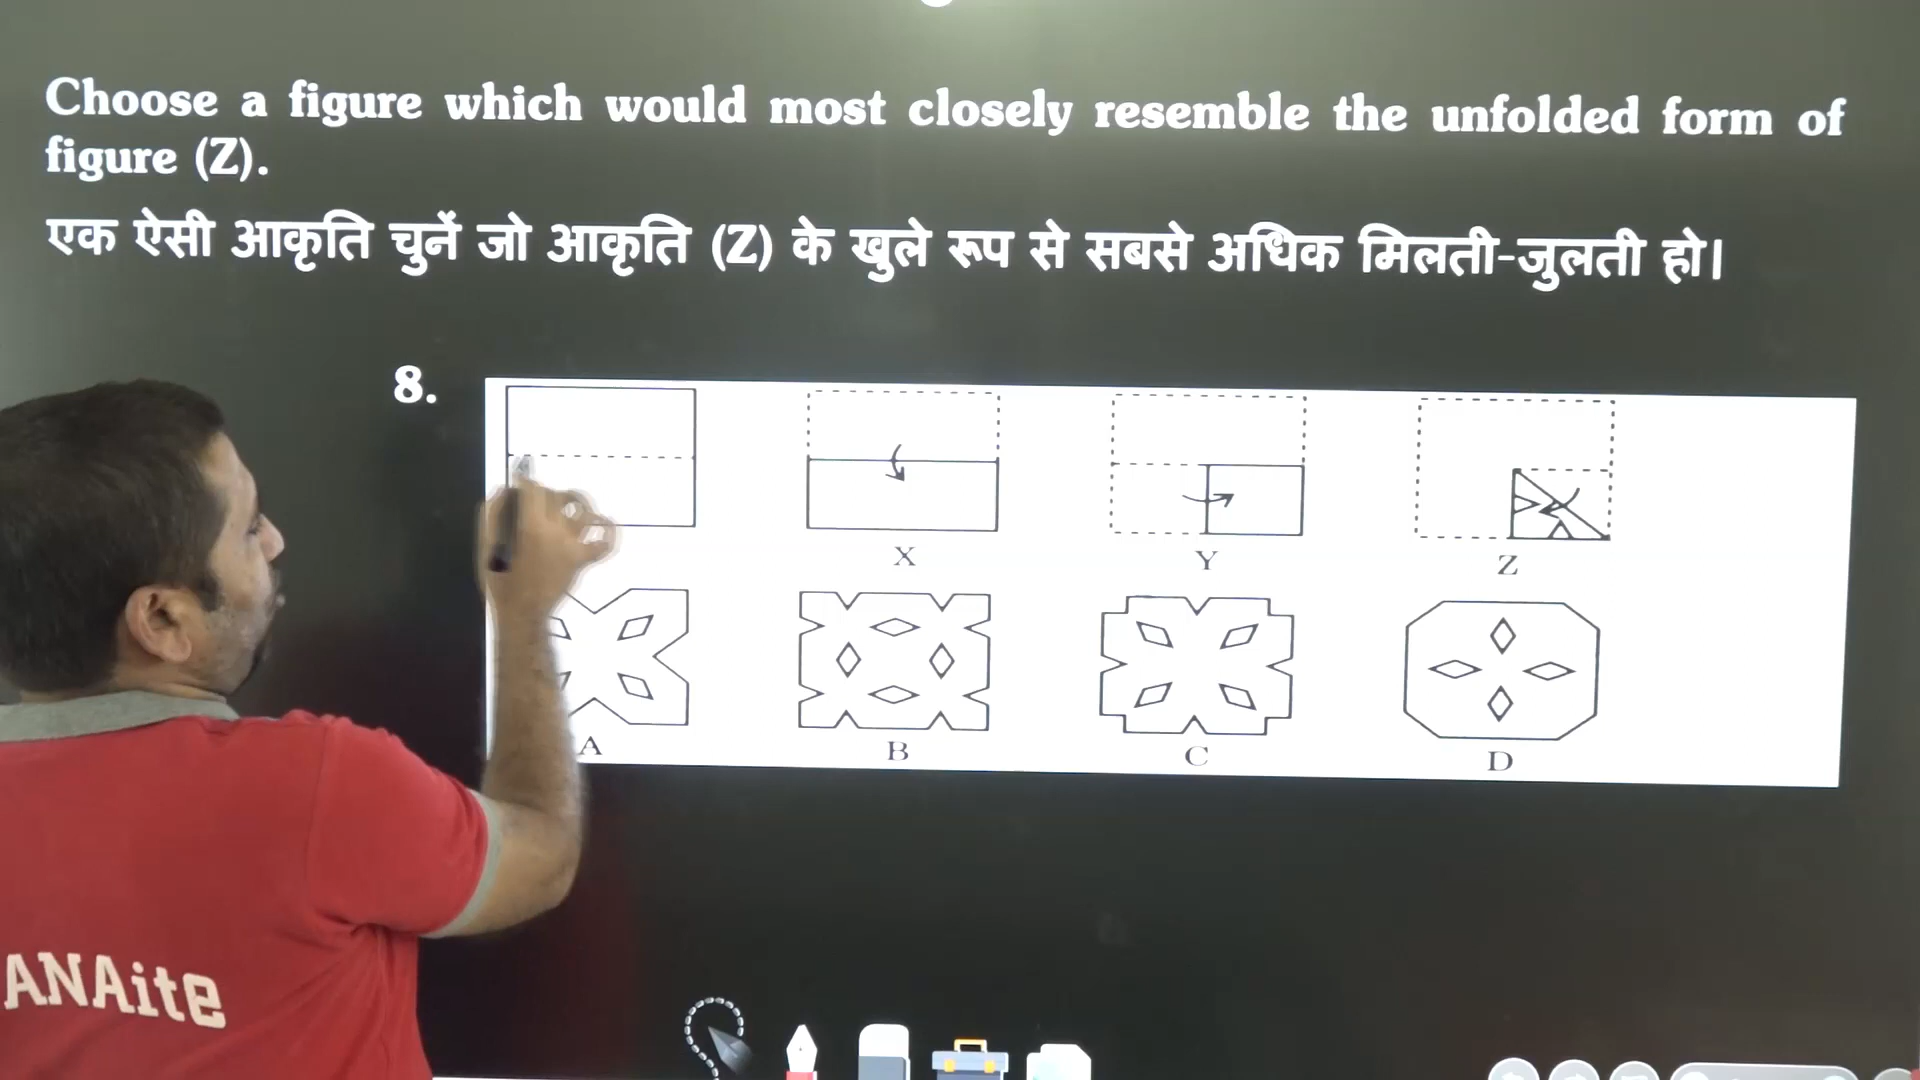 Choose a figure which would most closely resemble the unfolded form of
figure (Z).
एक ऐसी आकृति चुनें जो आकृति (Z) के खुले रूप से सबसे अधिक मिलती-जुलती हो।
8.
X Y Z
A B C D
ANAite